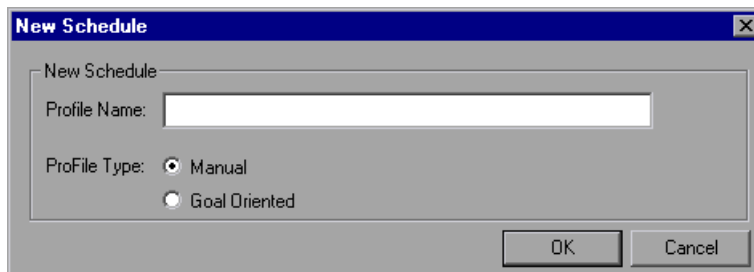 New Schedule
New Schedule
Profile Name:
ProFile Type: Manual
Goal Oriented
OK Cancel